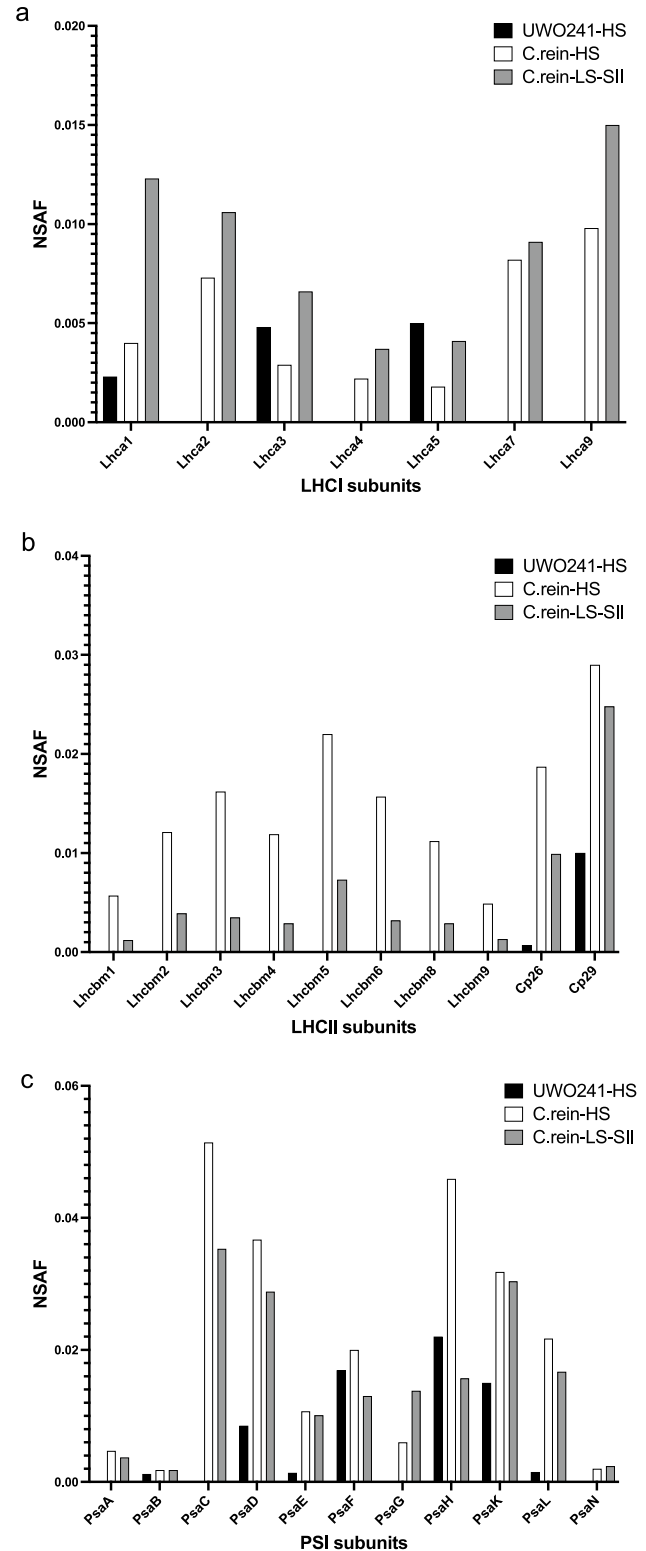 a
UWO241-HS
C.rein-HS
C.rein-LS-SII
0.020
0.015
0.010
0.005
0.000
NSAF
Lhca1
Lhca2
Lhca3
Lhca4
Lhca5
Lhca7
Lhca9
LHCI subunits
b
UWO241-HS
C.rein-HS
C.rein-LS-SII
0.04
0.03
0.02
0.01
0.00
NSAF
Lhcbm1
Lhcbm2
Lhcbm3
Lhcbm4
Lhcbm5
Lhcbm6
Lhcbm8
Lhcbm9
Cp26
Cp29
LHCII subunits
c
UWO241-HS
C.rein-HS
C.rein-LS-SII
0.06
0.04
0.02
0.00
NSAF
PsaA
PsaB
PsaC
PsaD
PsaE
PsaF
PsaG
PsaH
PsaK
PsaL
PsaN
PSI subunits